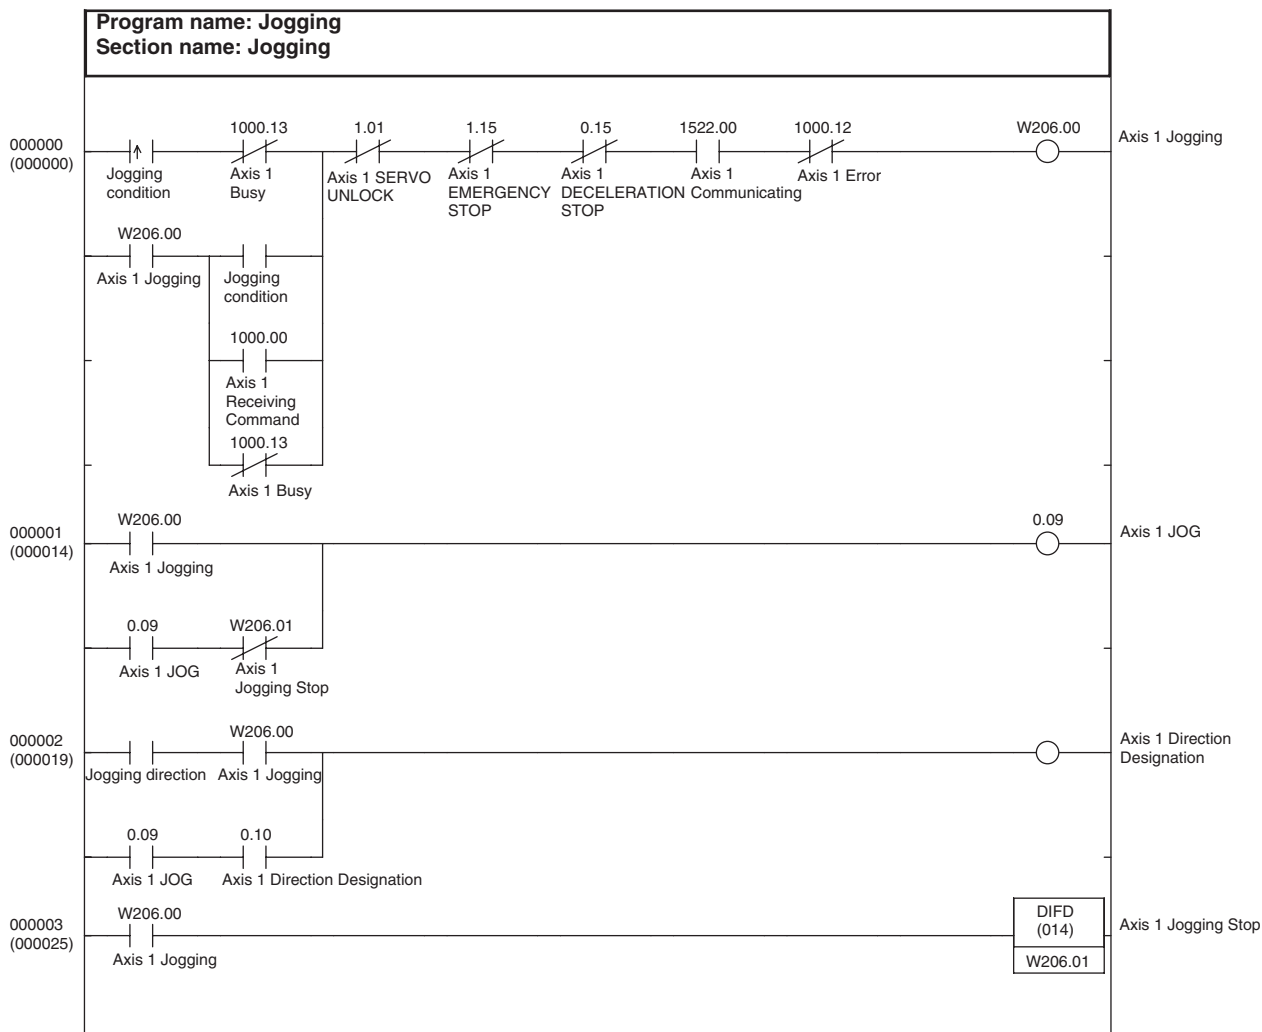 Program name: Jogging
Section name: Jogging
000000
(000000)
Jogging
condition
1000.13
Axis 1
Busy
1.01
Axis 1 SERVO
UNLOCK
1.15
Axis 1
EMERGENCY
STOP
0.15
Axis 1
DECELERATION
STOP
1522.00
Axis 1
Communicating
1000.12
Axis 1 Error
W206.00
Axis 1 Jogging
W206.00
Axis 1 Jogging
Jogging
condition
1000.00
Axis 1
Receiving
Command
1000.13
Axis 1 Busy
000001
(000014)
W206.00
Axis 1 Jogging
0.09
Axis 1 JOG
0.09
Axis 1 JOG
W206.01
Axis 1
Jogging Stop
000002
(000019)
Jogging direction
W206.00
Axis 1 Jogging
Axis 1 Direction
Designation
0.09
Axis 1 JOG
0.10
Axis 1 Direction Designation
000003
(000025)
W206.00
Axis 1 Jogging
DIFD
(014)
W206.01
Axis 1 Jogging Stop